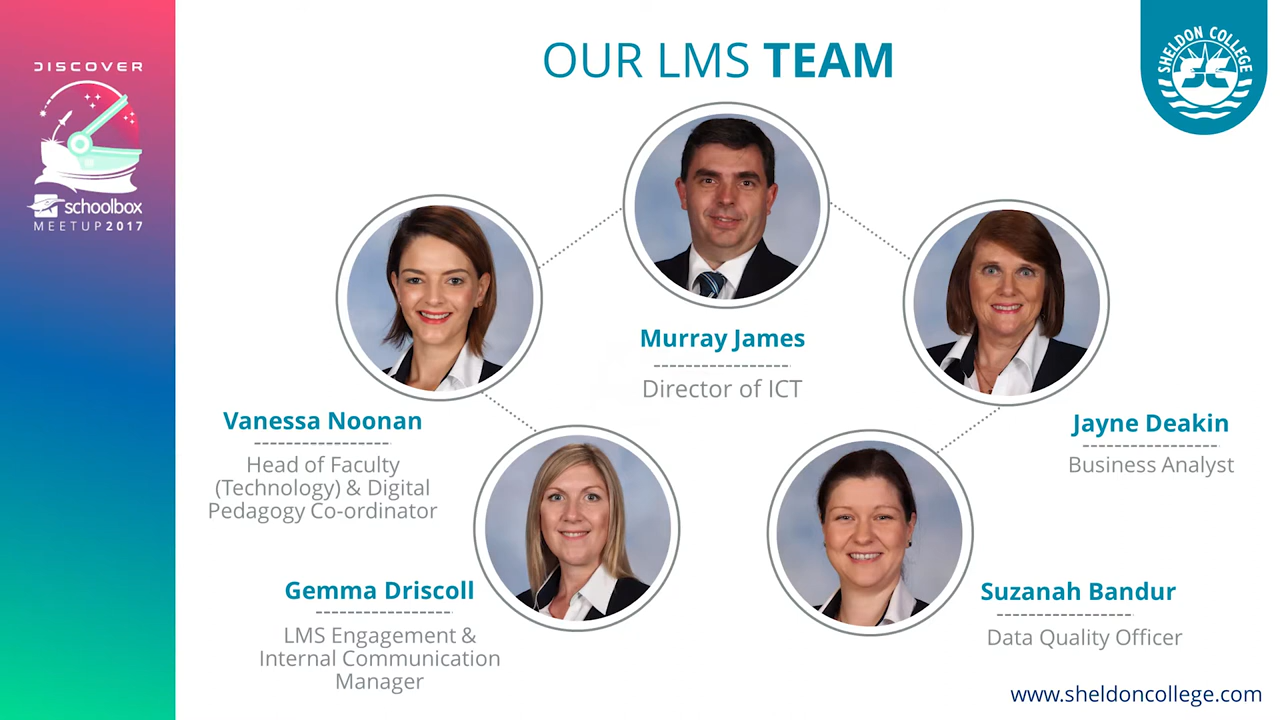 DISCOVER
schoolbox
MEETUP2017
OUR LMS TEAM
SHELDON COLLEGE
Murray James
Director of ICT
Vanessa Noonan
Head of Faculty
(Technology) & Digital
Pedagogy Co-ordinator
Jayne Deakin
Business Analyst
Gemma Driscoll
LMS Engagement &
Internal Communication
Manager
Suzanah Bandur
Data Quality Officer
www.sheldoncollege.com